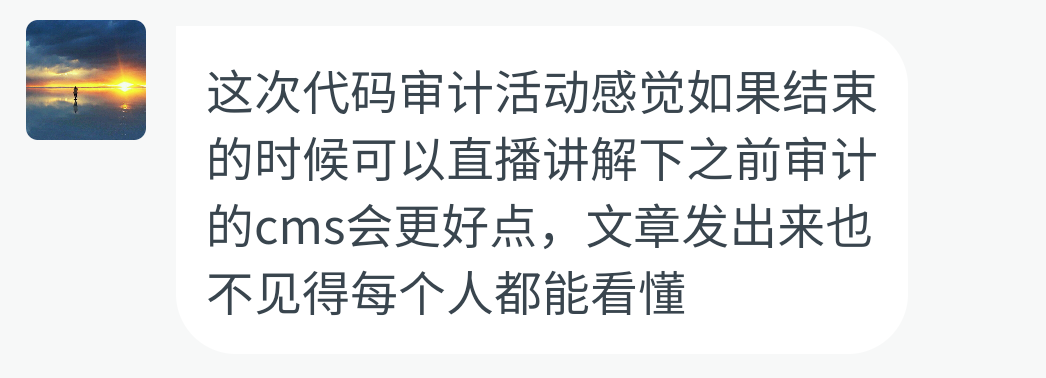 这次代码审计活动感觉如果结束
的时候可以直播讲解下之前审计
的cms会更好点，文章发出来也
不见得每个人都能看懂